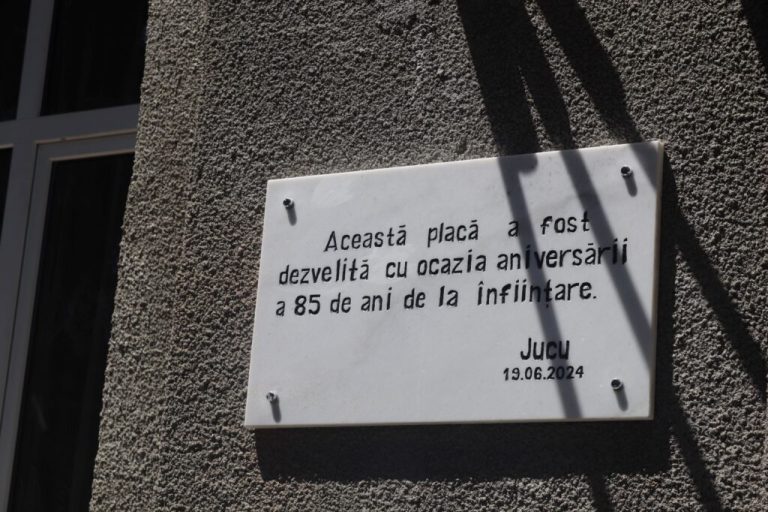 Această placă a fost
dezvelită cu ocazia aniversării
a 85 de ani de la înființare.
Jucu
19.06.2024